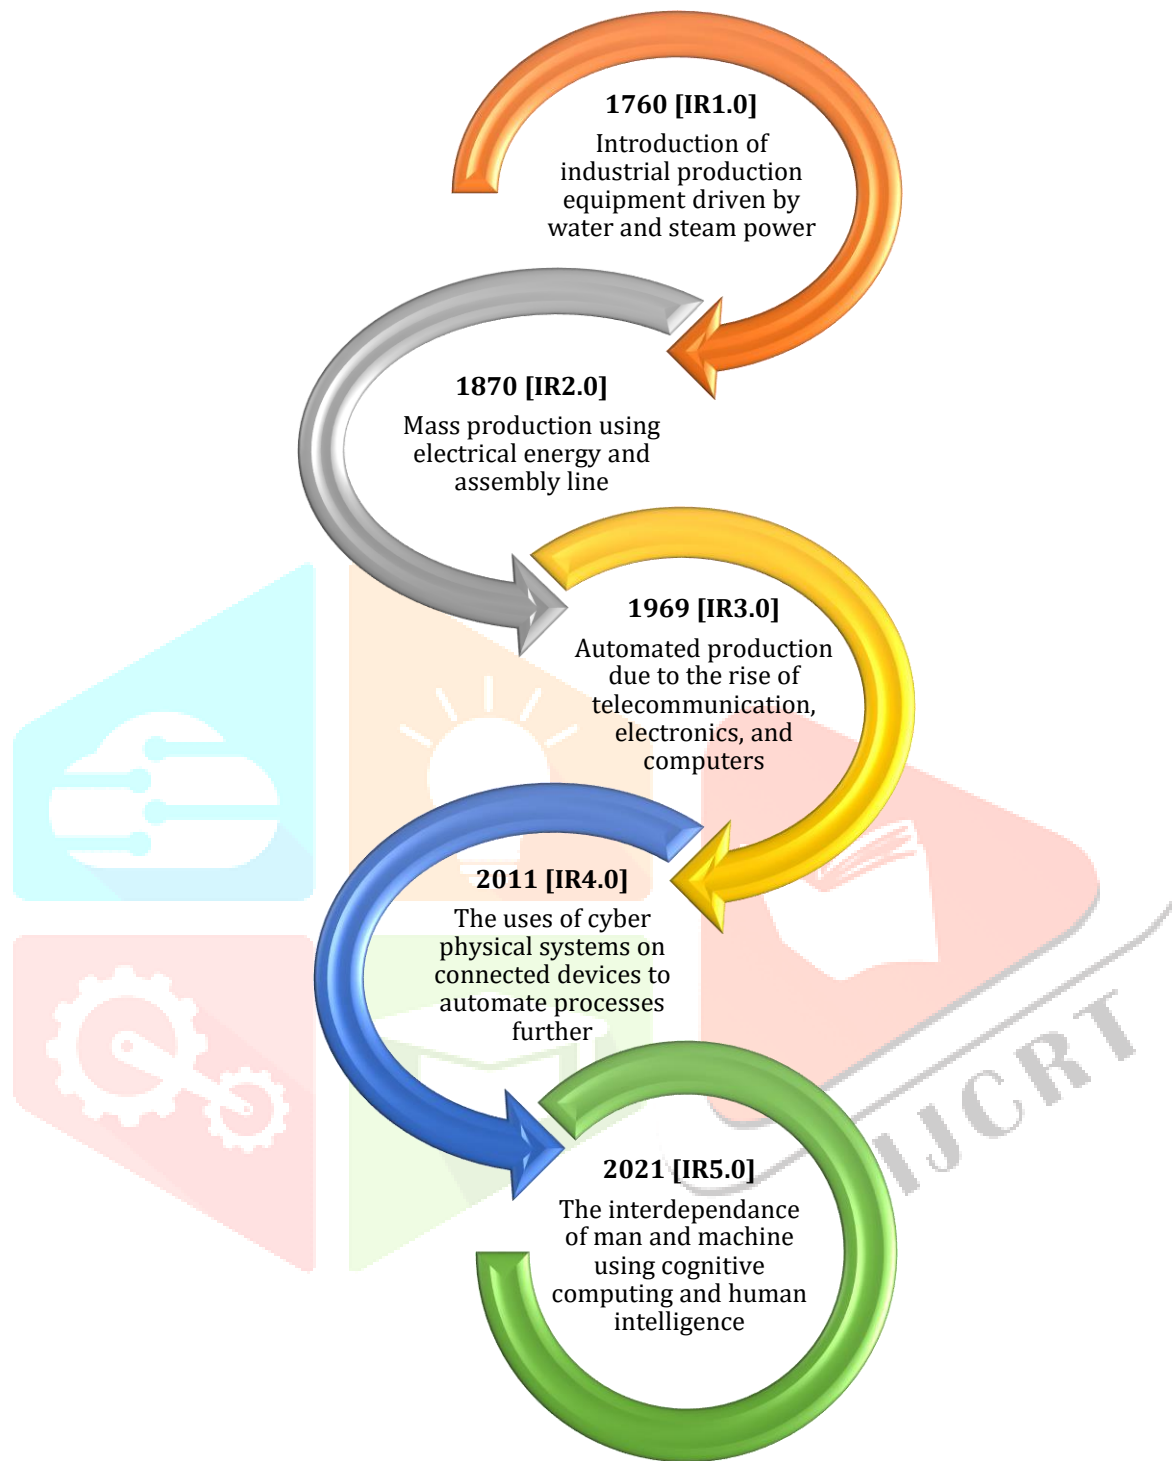 1760 [IR1.0]
Introduction of
industrial production
equipment driven by
water and steam power
1870 [IR2.0]
Mass production using
electrical energy and
assembly line
1969 [IR3.0]
Automated production
due to the rise of
telecommunication,
electronics, and
computers
2011 [IR4.0]
The uses of cyber
physical systems on
connected devices to
automate processes
further
2021 [IR5.0]
The interdependance
of man and machine
using cognitive
computing and human
intelligence
IJCRT